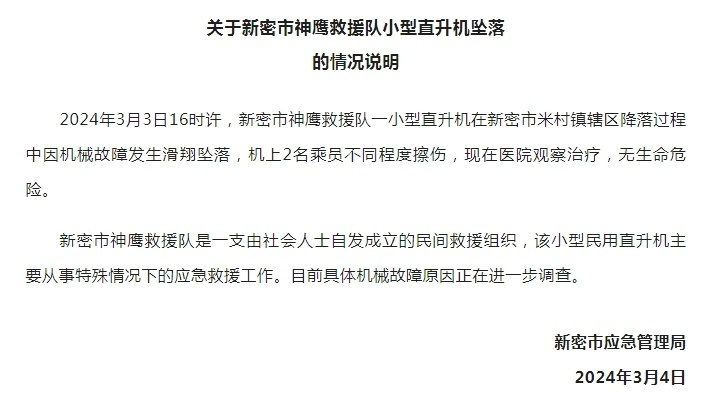 关于新密市神鹰救援队小型直升机坠落
的情况说明
2024年3月3日16时许，新密市神鹰救援队一小型直升机在新密市米村镇辖区降落过程
中因机械故障发生滑翔坠落，机上2名乘员不同程度擦伤，现在医院观察治疗，无生命危
险。
新密市神鹰救援队是一支由社会人士自发成立的民间救援组织，该小型民用直升机主
要从事特殊情况下的应急救援工作。目前具体机械故障原因正在进一步调查。
新密市应急管理局
2024年3月4日